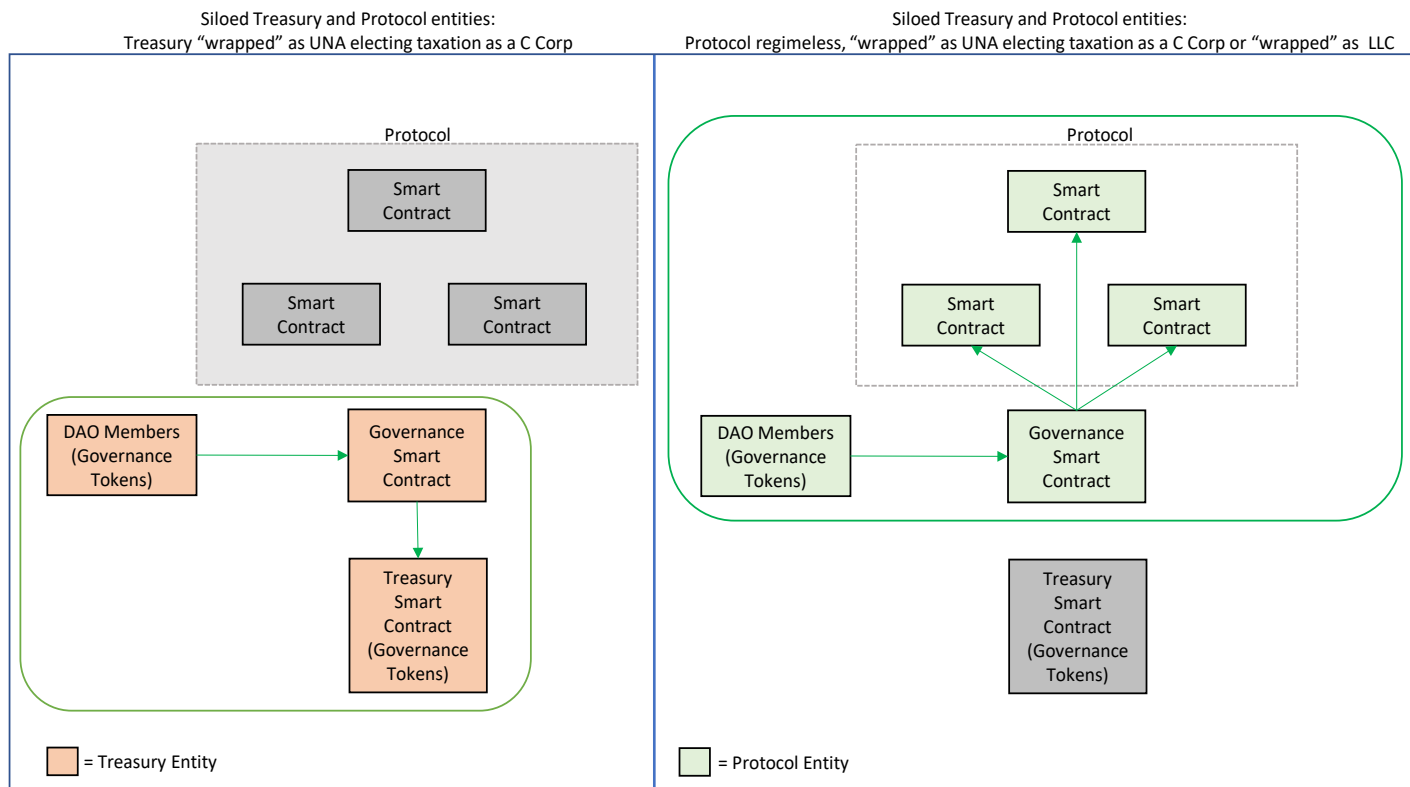 Siloed Treasury and Protocol entities:
Treasury “wrapped” as UNA electing taxation as a C Corp
Protocol
Smart
Contract
Smart
Contract
Smart
Contract
DAO Members
(Governance
Tokens)
Governance
Smart
Contract
Treasury
Smart
Contract
(Governance
Tokens)
= Treasury Entity
Siloed Treasury and Protocol entities:
Protocol regimeless, “wrapped” as UNA electing taxation as a C Corp or “wrapped” as LLC
Protocol
Smart
Contract
Smart
Contract
Smart
Contract
DAO Members
(Governance
Tokens)
Governance
Smart
Contract
Treasury
Smart
Contract
(Governance
Tokens)
= Protocol Entity